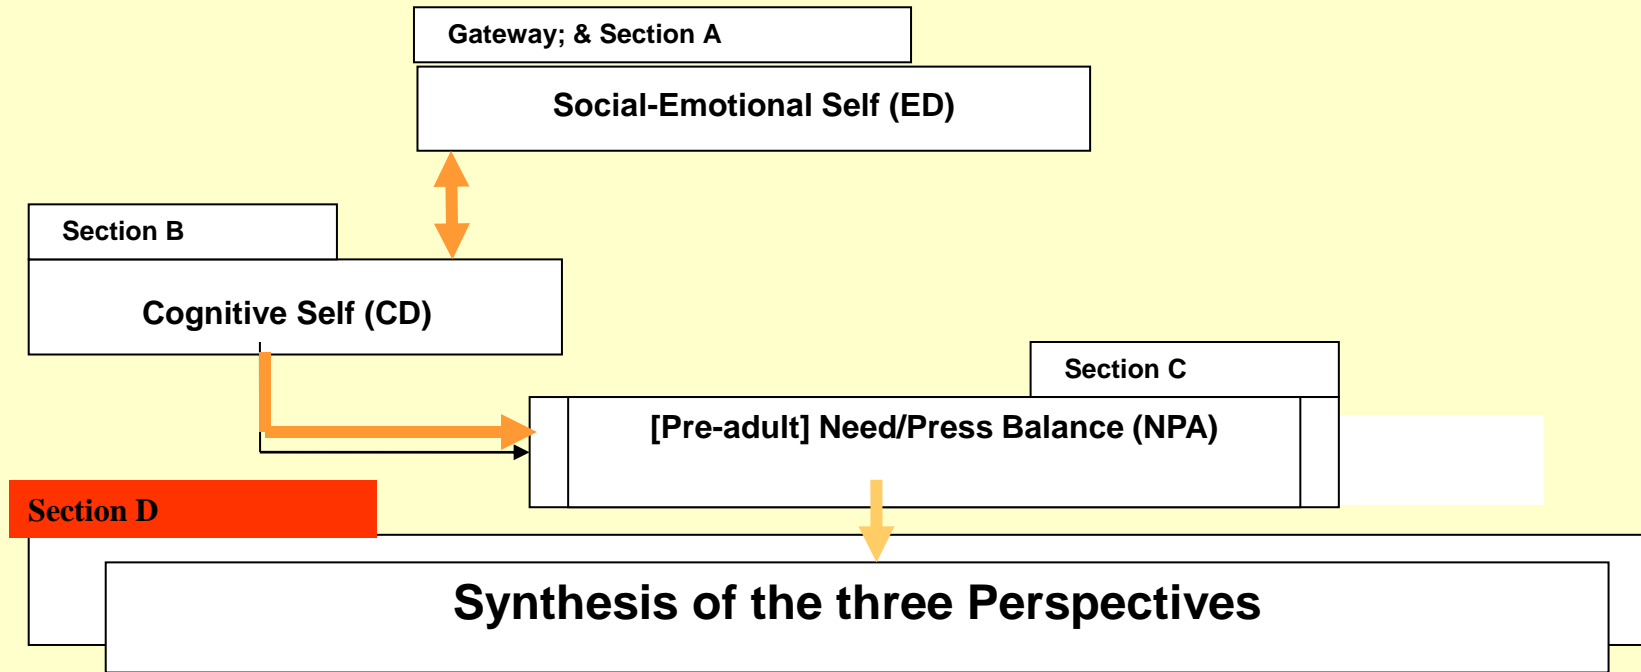 Gateway; & Section A
Social-Emotional Self (ED)
Section B
Cognitive Self (CD)
Section C
[Pre-adult] Need/Press Balance (NPA)
Section D
Synthesis of the three Perspectives